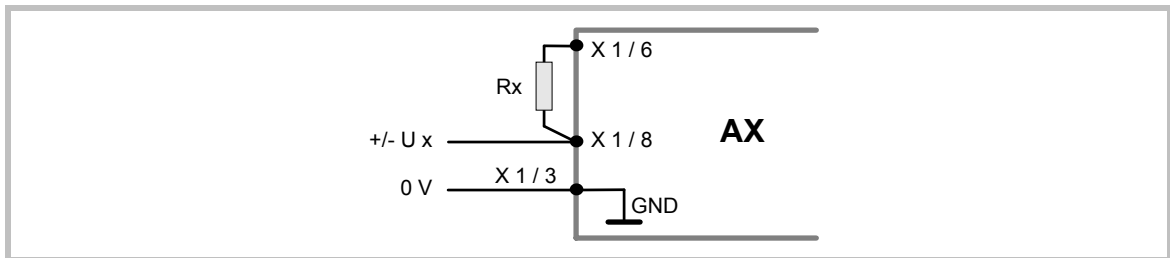 X 1 / 6
Rx
+/- U x
X 1 / 8
AX
X 1 / 3
0 V
GND